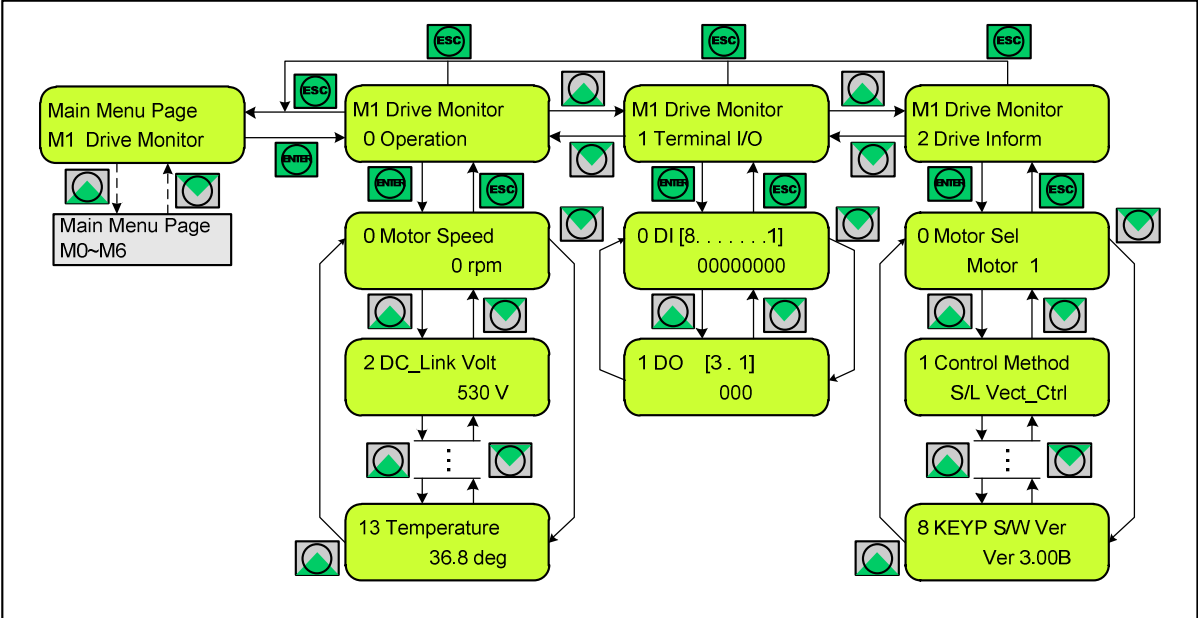 ESC
ESC
ESC
ESC
Main Menu Page
M1 Drive Monitor
ENTER
M1 Drive Monitor
0 Operation
M1 Drive Monitor
1 Terminal I/O
M1 Drive Monitor
2 Drive Inform
ENTER
ESC
ENTER
ESC
ENTER
ESC
Main Menu Page
M0~M6
0 Motor Speed
0 rpm
0 DI [8. . . . . . .1]
00000000
0 Motor Sel
Motor 1
2 DC_Link Volt
530 V
1 DO [3 . 1]
000
1 Control Method
S/L Vect_Ctrl
13 Temperature
36.8 deg
8 KEYP S/W Ver
Ver 3.00B